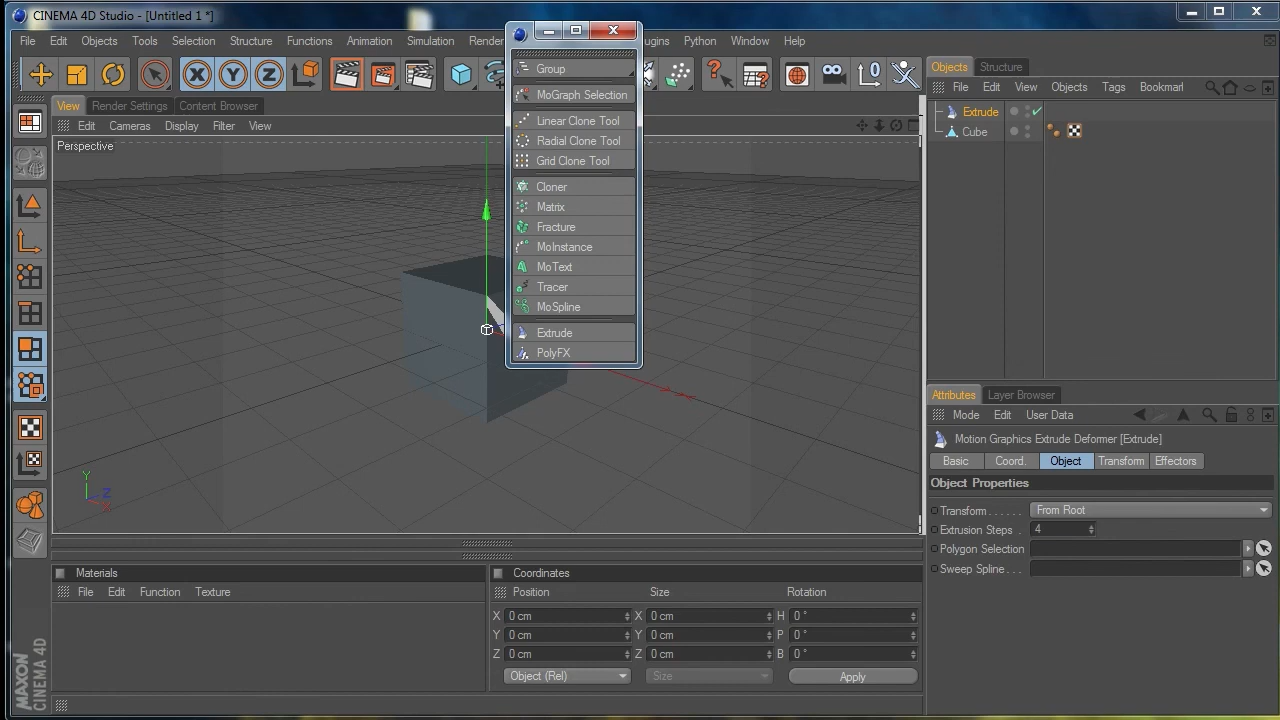 CINEMA 4D Studio - [Untitled 1 *]
File Edit Objects Tools Selection Structure Functions Animation Simulation Render Python Window Help
View Render Settings Content Browser
Edit Cameras Display Filter View
Perspective
Group
MoGraph Selection
Linear Clone Tool
Radial Clone Tool
Grid Clone Tool
Cloner
Matrix
Fracture
MoInstance
MoText
Tracer
MoSpline
Extrude
PolyFX
Y
Z
X
Objects Structure
File Edit View Objects Tags Bookmar
Extrude
Cube
Attributes Layer Browser
Mode Edit User Data
Motion Graphics Extrude Deformer [Extrude]
Basic Coord. Object Transform Effectors
Object Properties
Transform . . . . . . From Root
Extrusion Steps . 4
Polygon Selection
Sweep Spline . . .
Materials
File Edit Function Texture
Coordinates
Position Size Rotation
X 0 cm X 0 cm H 0 °
Y 0 cm Y 0 cm P 0 °
Z 0 cm Z 0 cm B 0 °
Object (Rel) Size Apply
MAXON
CINEMA 4D